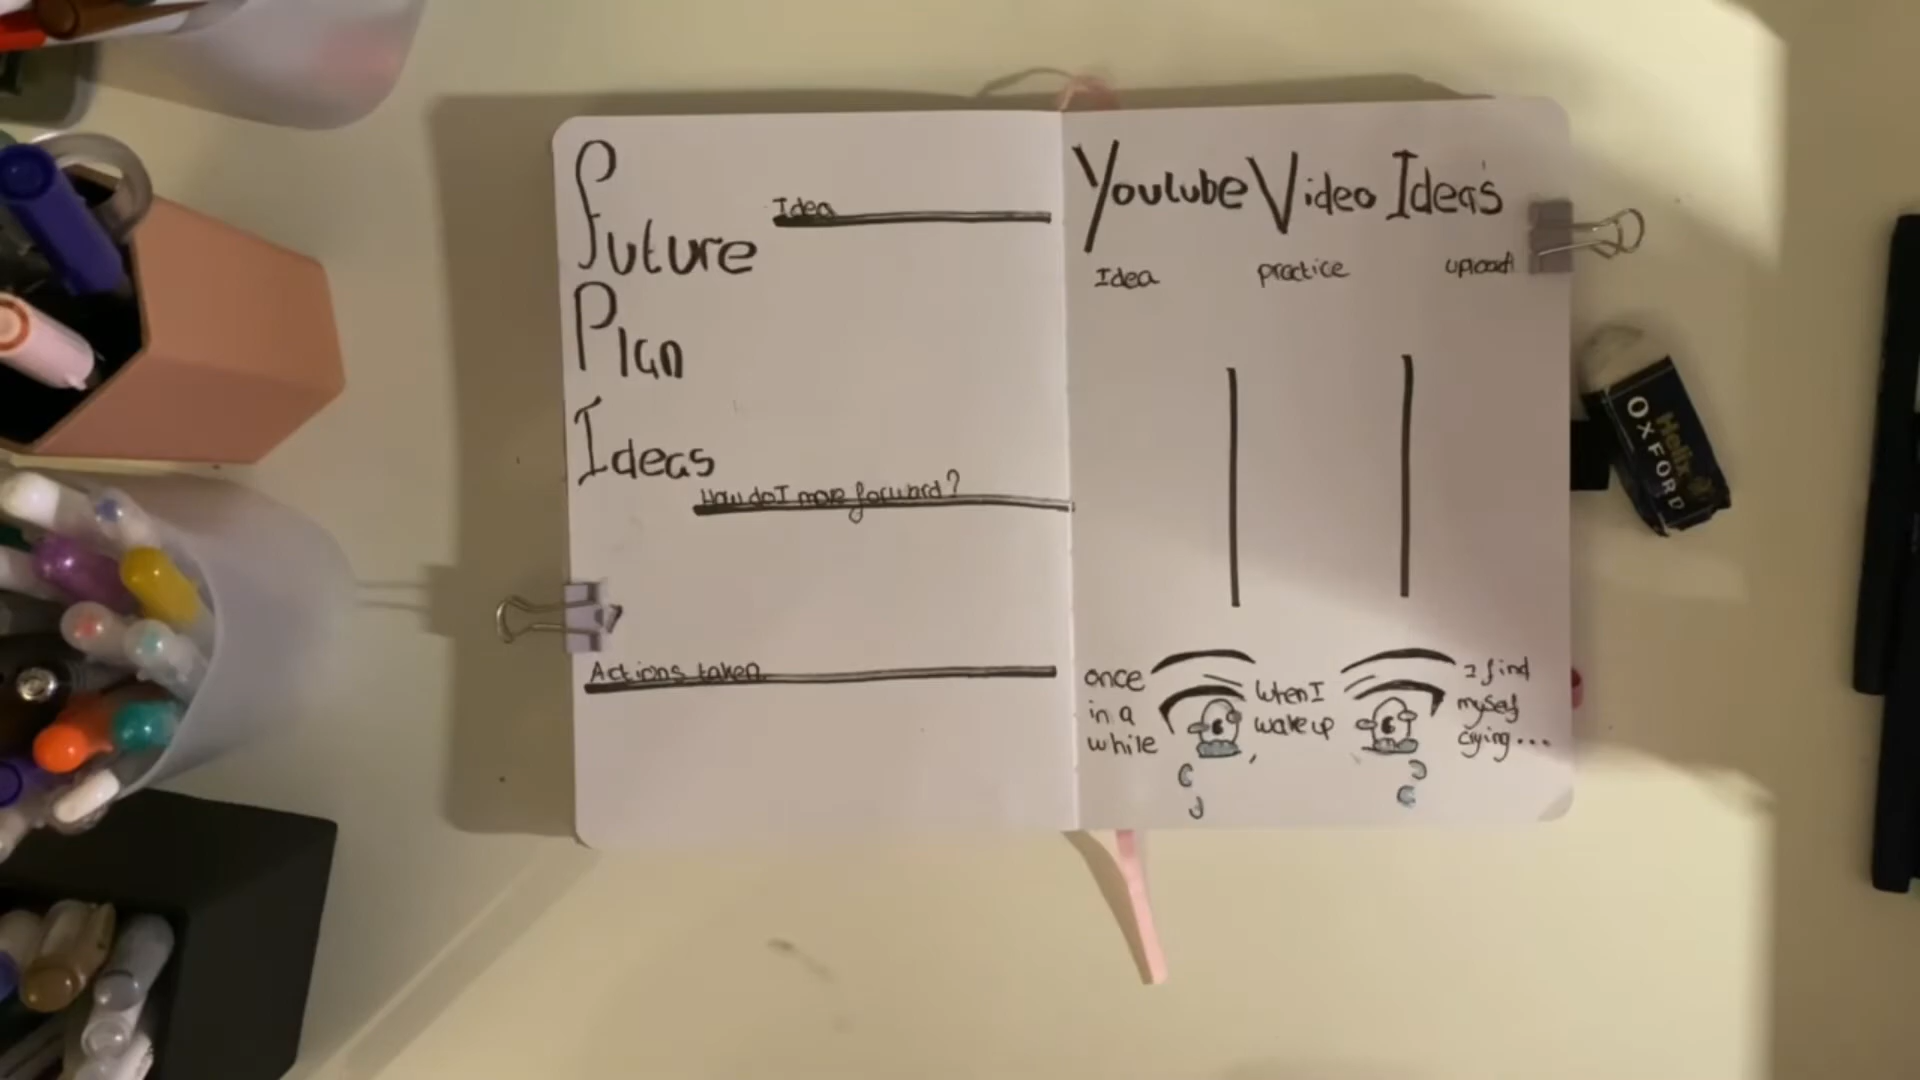 Future
Plan
Ideas
Idea
How do I move forward?
Actions taken
Youtube Video Idea's
Idea practice upload
once
in a
while
when I
wake up
I find
myself
crying...
Helix
OXFORD